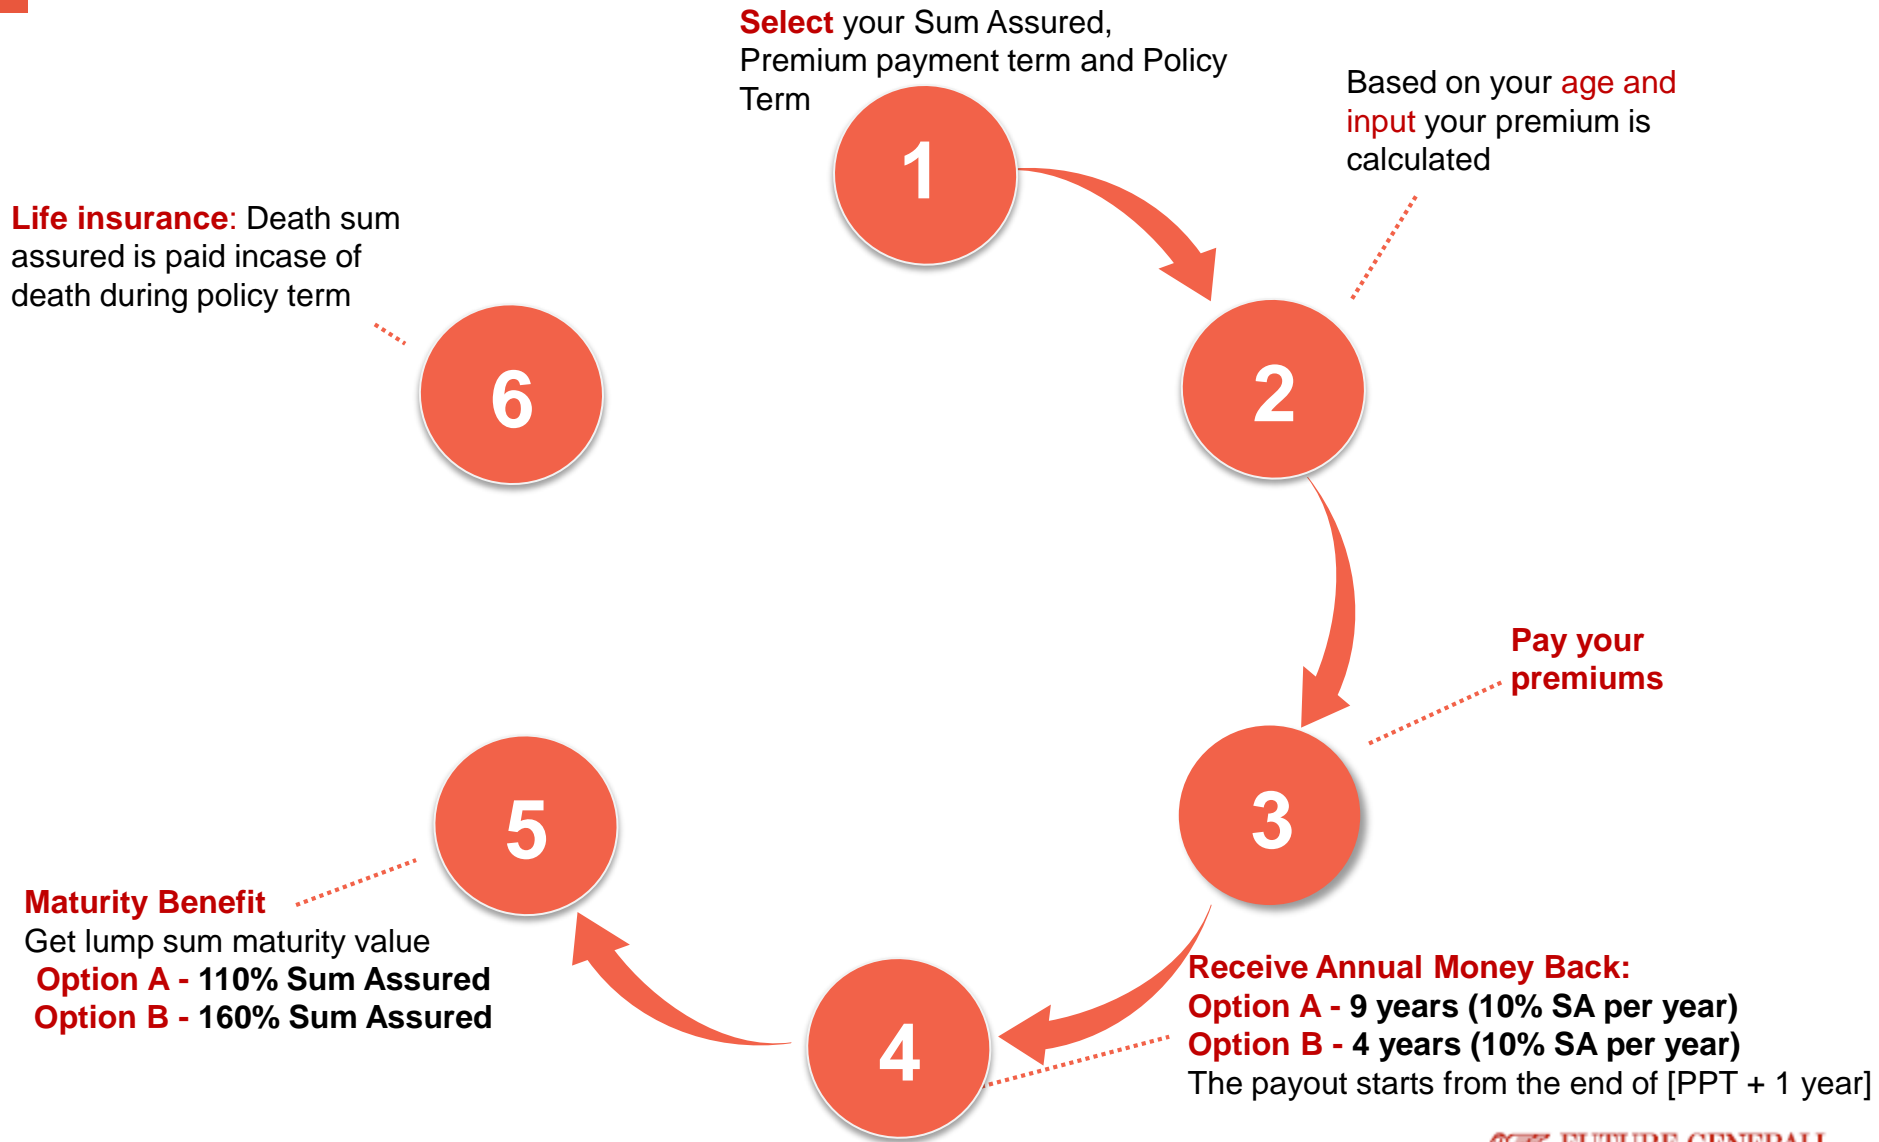 Select your Sum Assured,
Premium payment term and Policy
Term
1
Based on your age and
input your premium is
calculated
2
Pay your
premiums
3
Receive Annual Money Back:
Option A - 9 years (10% SA per year)
Option B - 4 years (10% SA per year)
The payout starts from the end of [PPT + 1 year]
4
Maturity Benefit
Get lump sum maturity value
Option A - 110% Sum Assured
Option B - 160% Sum Assured
5
Life insurance: Death sum
assured is paid incase of
death during policy term
6
FUTURE GENERALI